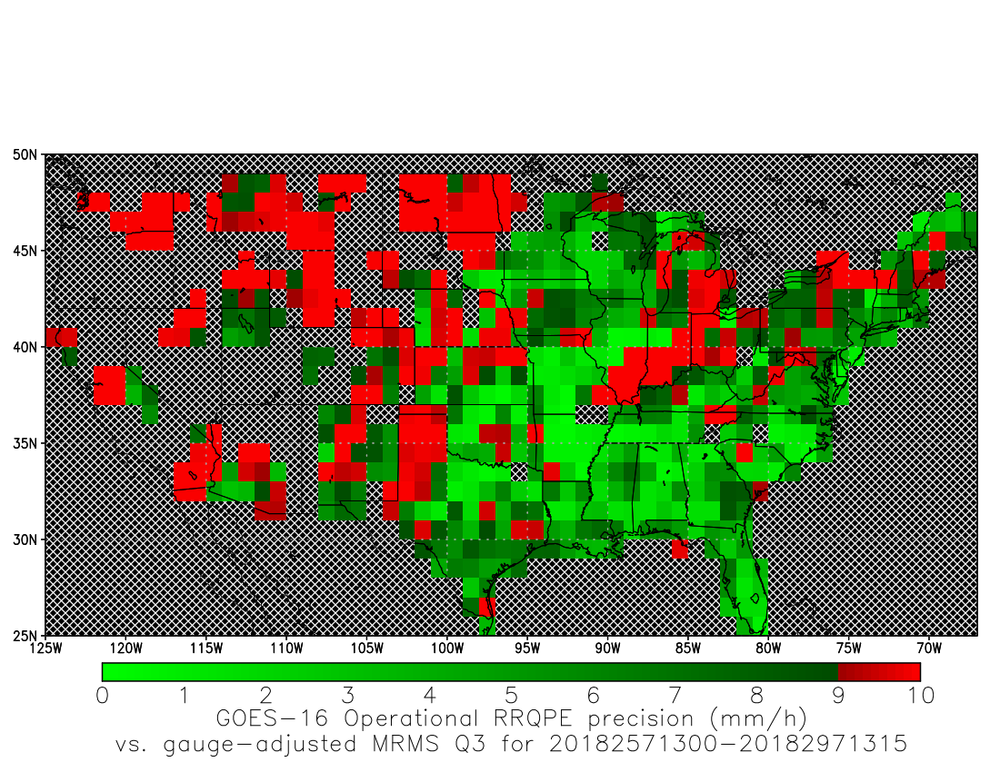 50N
45N
40N
35N
30N
25N
125W 120W 115W 110W 105W 100W 95W 90W 85W 80W 75W 70W
0 1 2 3 4 5 6 7 8 9 10
GOES-16 Operational RRQPE precision (mm/h)
vs. gauge-adjusted MRMS Q3 for 20182571300-20182971315